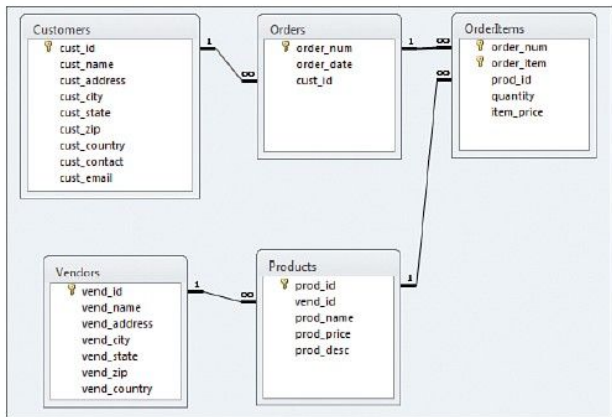 Customers
cust_id
cust_name
cust_address
cust_city
cust_state
cust_zip
cust_country
cust_contact
cust_email
1
∞
Orders
order_num
order_date
cust_id
1
∞
OrderItems
order_num
order_item
prod_id
quantity
item_price
∞
Vendors
vend_id
vend_name
vend_address
vend_city
vend_state
vend_zip
vend_country
1
∞
Products
prod_id
vend_id
prod_name
prod_price
prod_desc
1